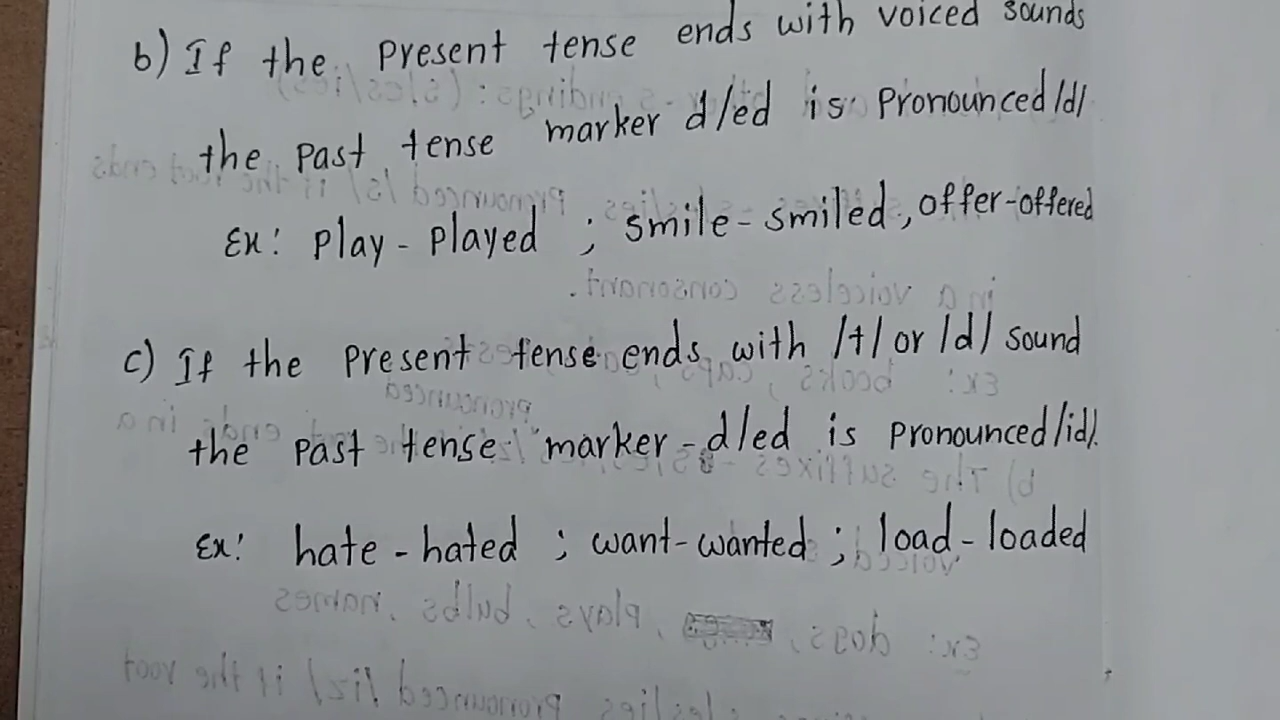 b) If the present tense ends with voiced sounds
the past tense marker d/ed is pronounced /d/
Ex: play - played ; smile - smiled, offer-offered
c) If the present tense ends with /t/ or /d/ sound
the past tense marker - d/ed is pronounced /id/.
Ex: hate - hated ; want - wanted ; load - loaded